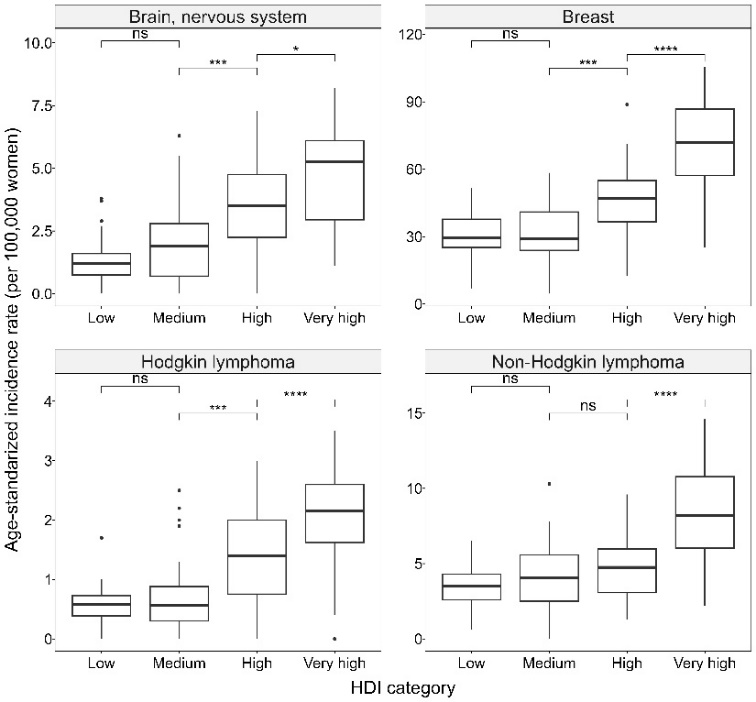 Brain, nervous system
Breast
ns
***
*
ns
***
****
10.0
7.5
5.0
2.5
0.0
120
90
60
30
0
Low Medium High Very high
Low Medium High Very high
Hodgkin lymphoma
Non-Hodgkin lymphoma
ns
***
****
ns
ns
****
4
3
2
1
0
15
10
5
0
Low Medium High Very high
Low Medium High Very high
Age-standarized incidence rate (per 100,000 women)
HDI category